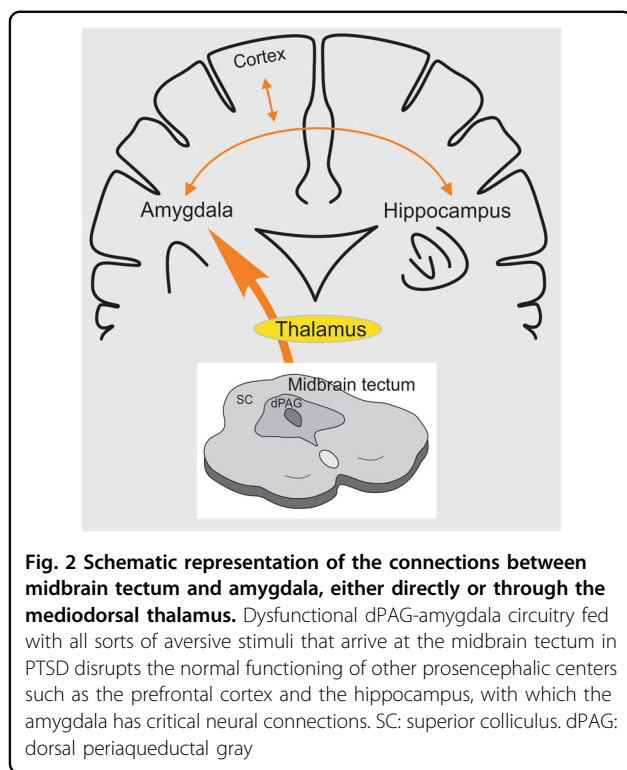 Cortex
Amygdala
Hippocampus
Thalamus
Midbrain tectum
SC
dPAG
Fig. 2 Schematic representation of the connections between
midbrain tectum and amygdala, either directly or through the
mediodorsal thalamus. Dysfunctional dPAG-amygdala circuitry fed
with all sorts of aversive stimuli that arrive at the midbrain tectum in
PTSD disrupts the normal functioning of other prosencephalic centers
such as the prefrontal cortex and the hippocampus, with which the
amygdala has critical neural connections. SC: superior colliculus. dPAG:
dorsal periaqueductal gray